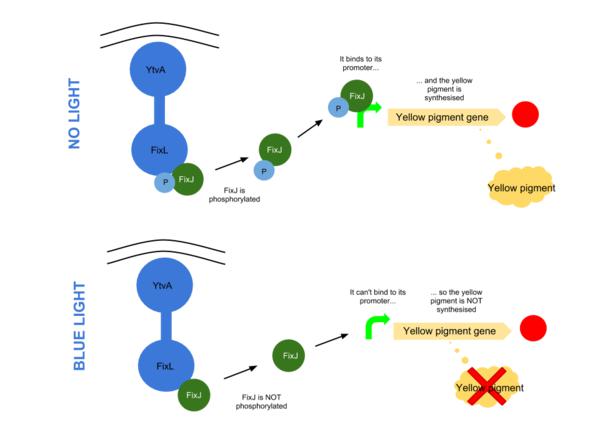 NO LIGHT
YtvA
FixL
P
FixJ
FixJ is
phosphorylated
FixJ
P
It binds to its
promoter...
FixJ
P
... and the yellow
pigment is
synthesised
Yellow pigment gene
Yellow pigment
BLUE LIGHT
YtvA
FixL
FixJ
FixJ is NOT
phosphorylated
FixJ
It can't bind to its
promoter...
... so the yellow
pigment is NOT
synthesised
Yellow pigment gene
Yellow pigment